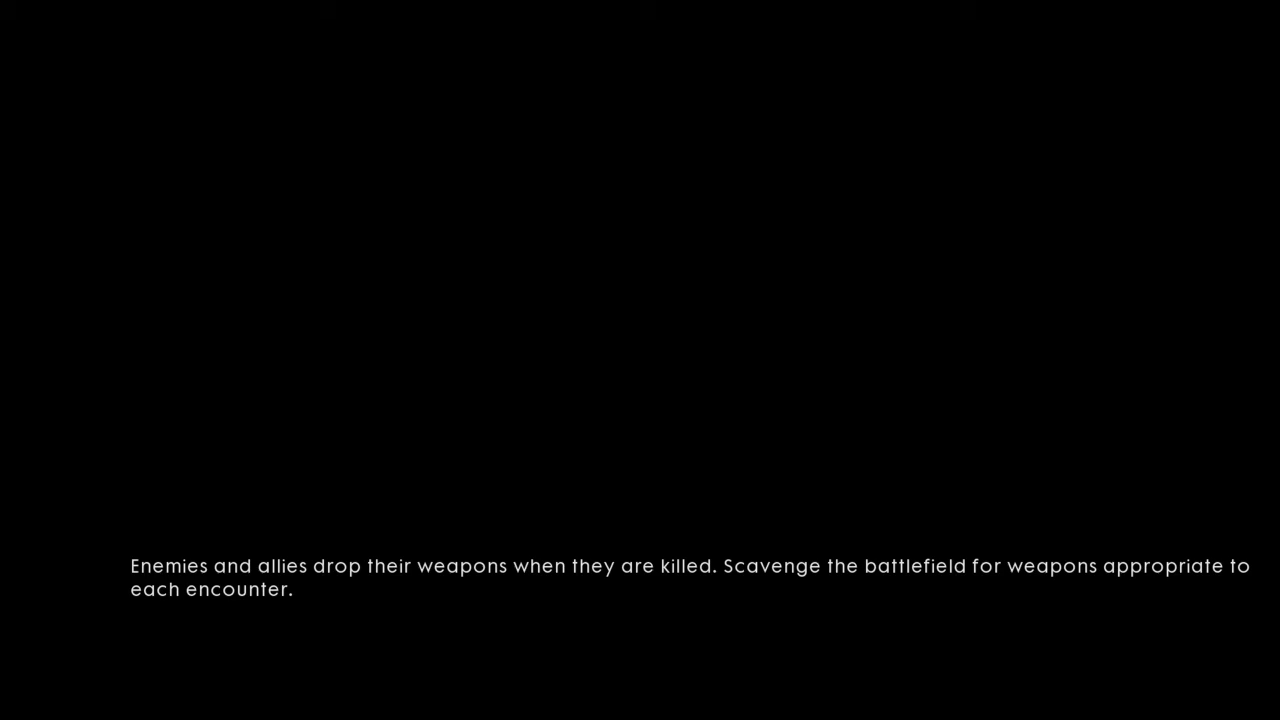 Enemies and allies drop their weapons when they are killed. Scavenge the battlefield for weapons appropriate to
each encounter.